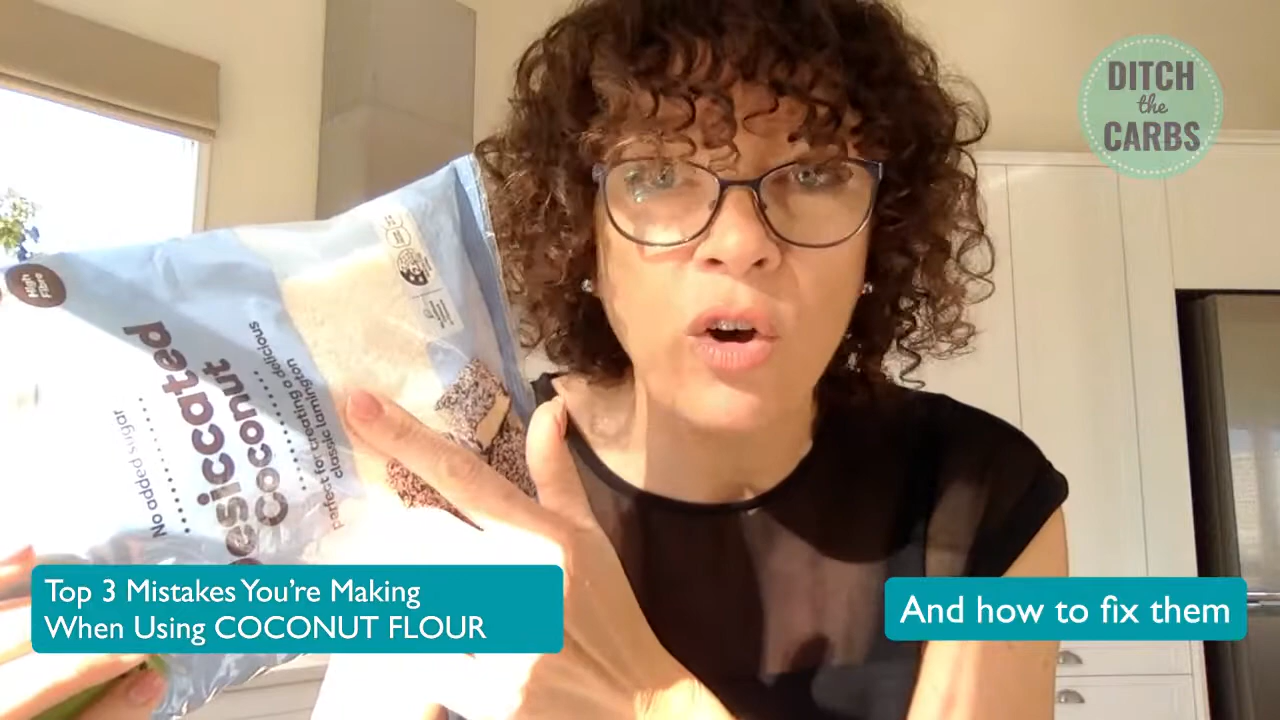 DITCH
the
CARBS
High
Fibre
No added sugar
esiccated
Coconut
Perfect for creating a delicious
classic lamington
Top 3 Mistakes You're Making
When Using COCONUT FLOUR
And how to fix them